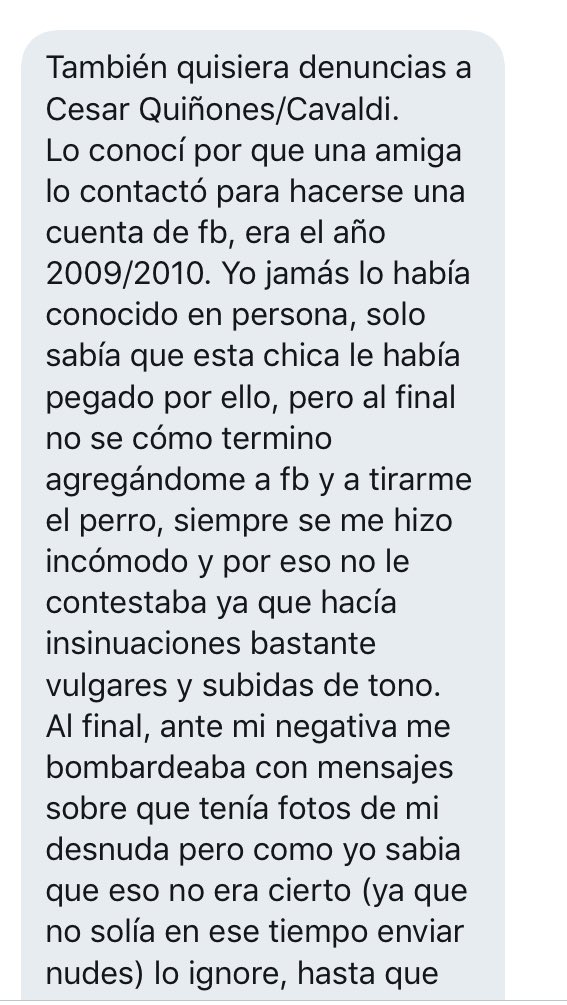 También quisiera denuncias a
Cesar Quiñones/Cavaldi.
Lo conocí por que una amiga
lo contactó para hacerse una
cuenta de fb, era el año
2009/2010. Yo jamás lo había
conocido en persona, solo
sabía que esta chica le había
pegado por ello, pero al final
no se cómo termino
agregándome a fb y a tirarme
el perro, siempre se me hizo
incómodo y por eso no le
contestaba ya que hacía
insinuaciones bastante
vulgares y subidas de tono.
Al final, ante mi negativa me
bombardeaba con mensajes
sobre que tenía fotos de mi
desnuda pero como yo sabia
que eso no era cierto (ya que
no solía en ese tiempo enviar
nudes) lo ignore, hasta que